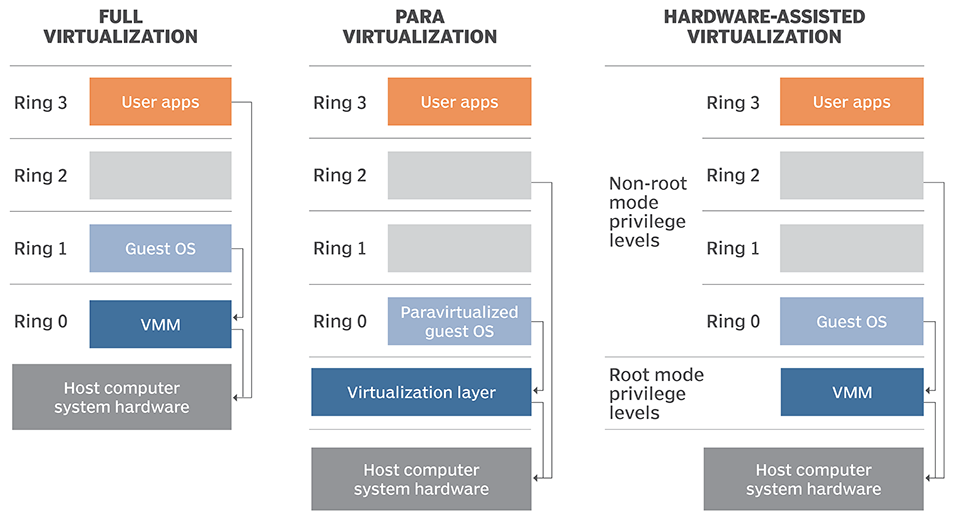 FULL
VIRTUALIZATION
Ring 3
User apps
Ring 2
Ring 1
Guest OS
Ring 0
VMM
Host computer
system hardware
PARA
VIRTUALIZATION
Ring 3
User apps
Ring 2
Ring 1
Ring 0
Paravirtualized
guest OS
Virtualization layer
Host computer
system hardware
HARDWARE-ASSISTED
VIRTUALIZATION
Ring 3
User apps
Non-root
mode
privilege
levels
Ring 2
Ring 1
Ring 0
Guest OS
Root mode
privilege
levels
VMM
Host computer
system hardware